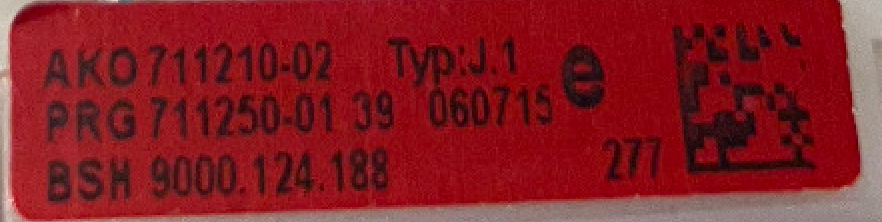 AKO 711210-02 Typ:J.1 e
PRG 711250-01 39 060715
BSH 9000.124.188 277